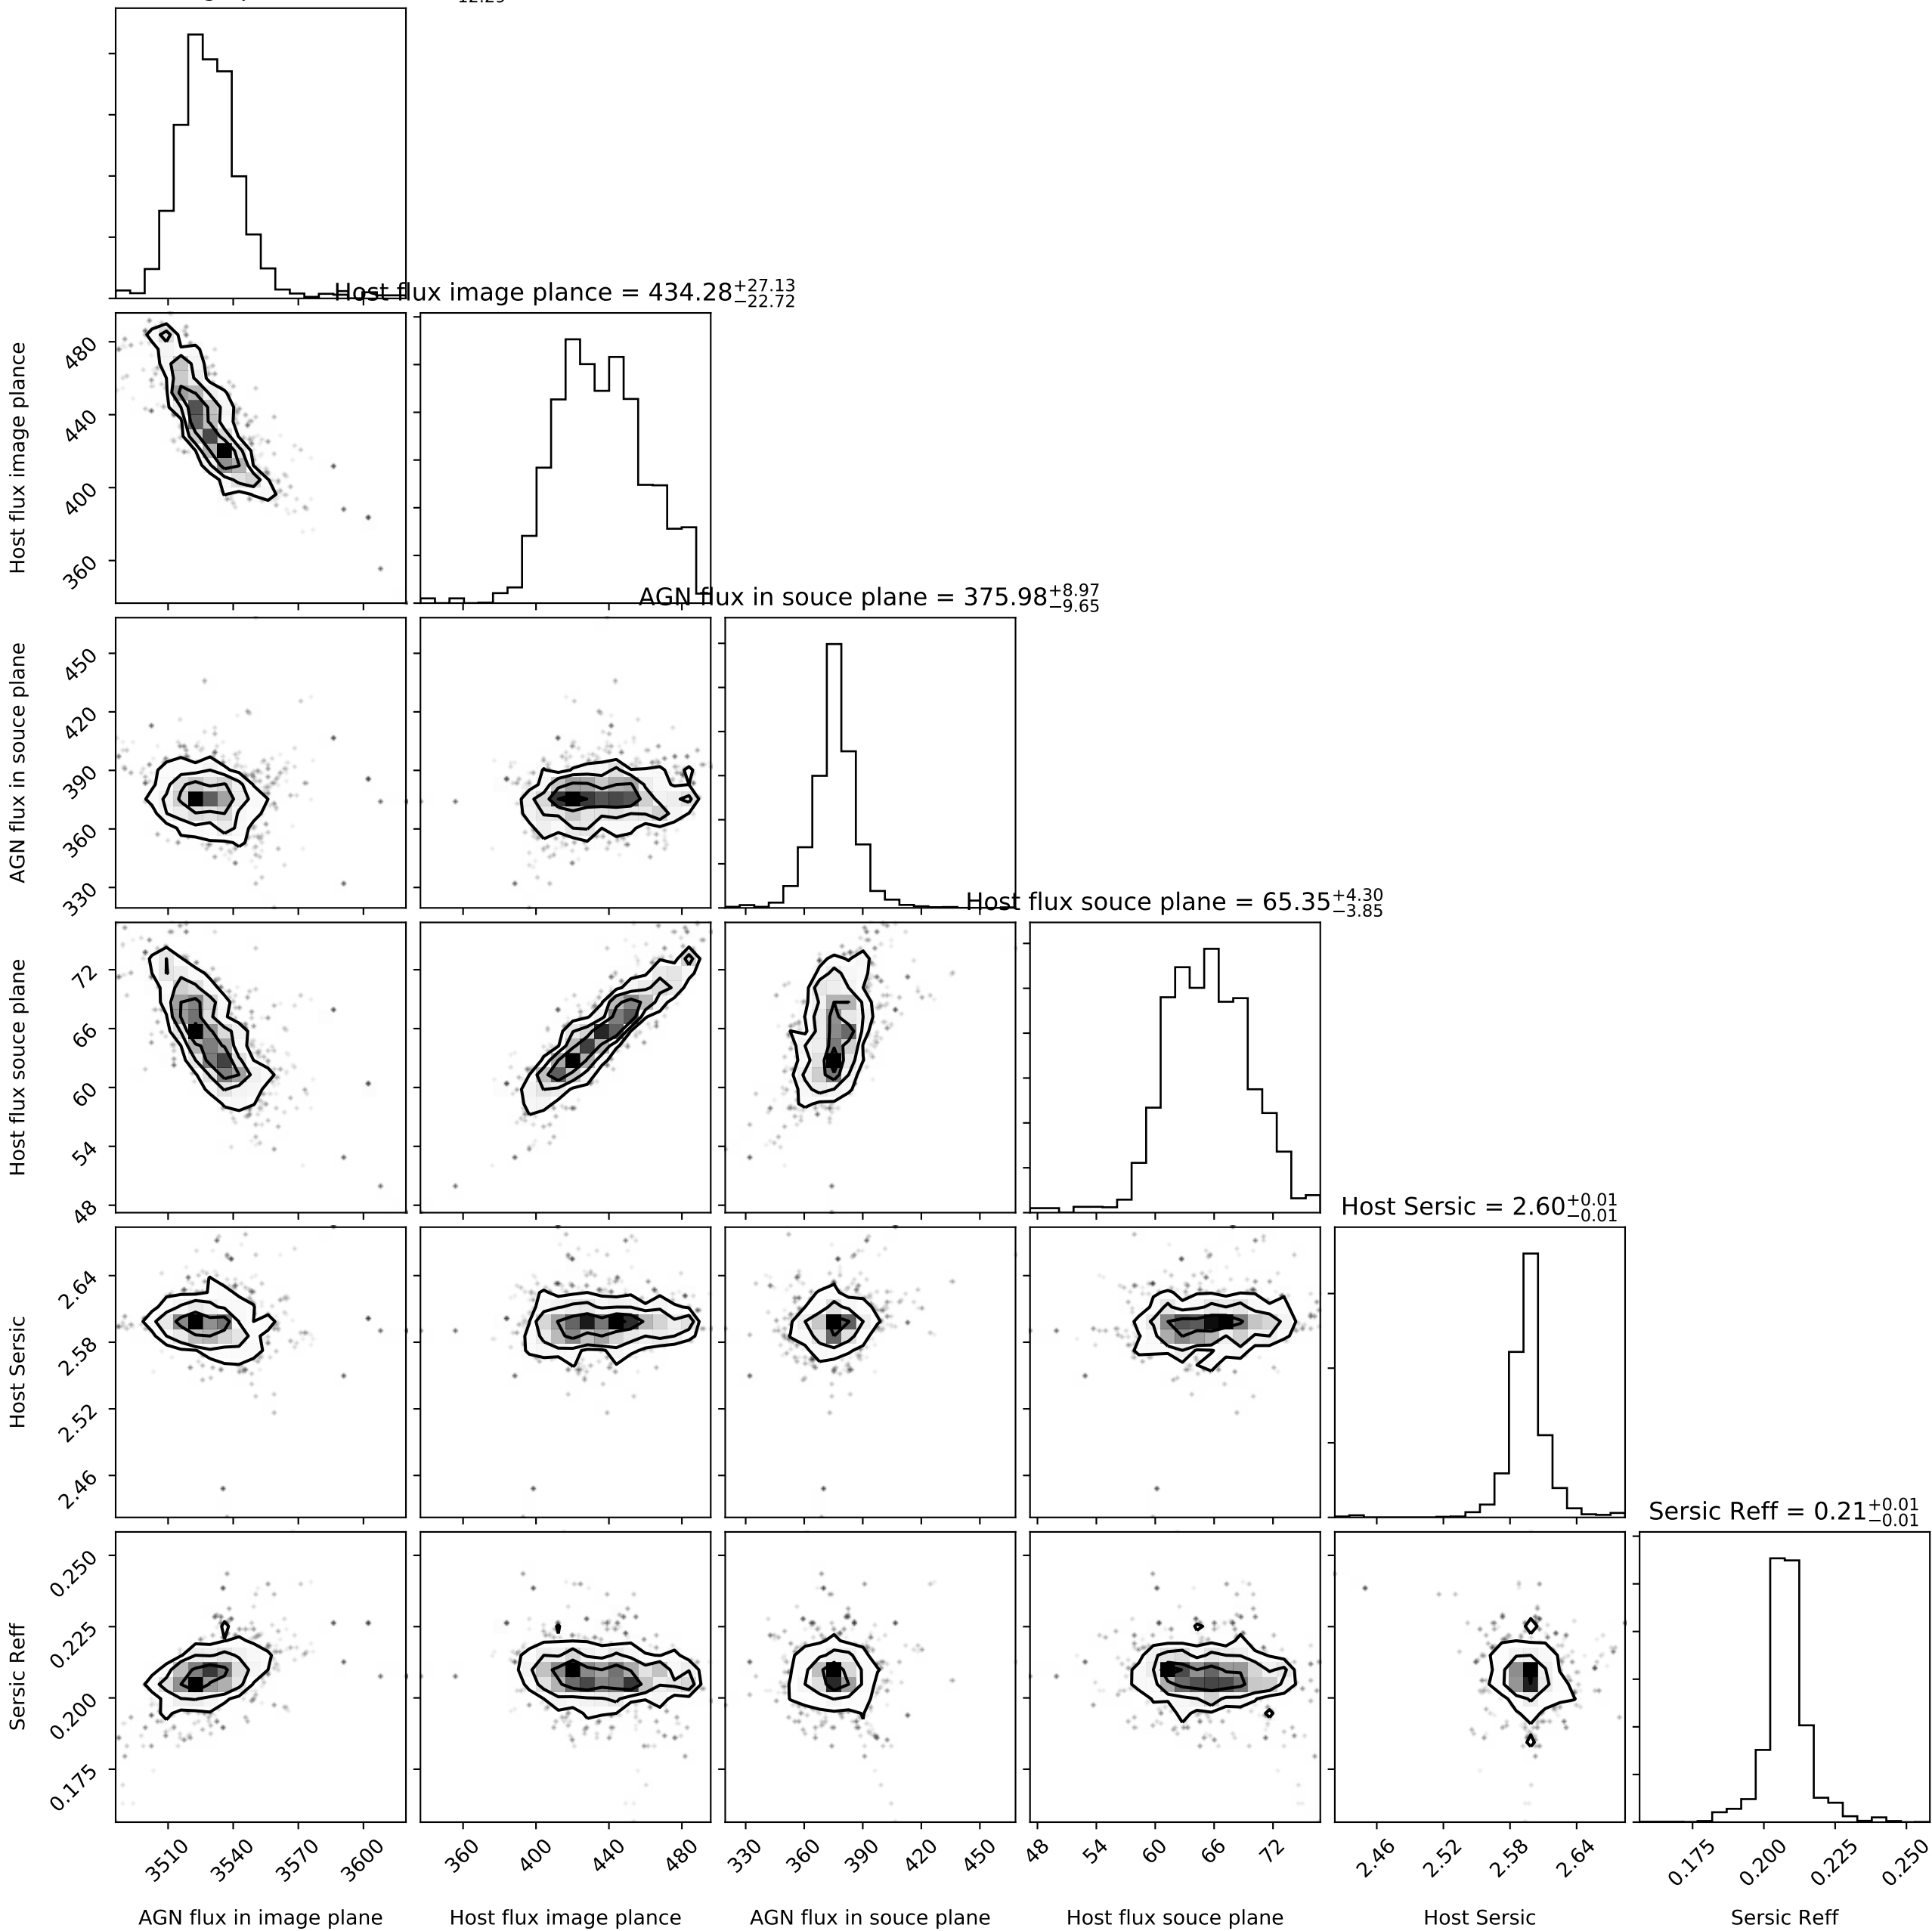 12.29
Host flux image plance = 434.28 +27.13 −22.72
Host flux image plance
480
440
400
360
AGN flux in souce plane = 375.98 +8.97 −9.65
AGN flux in souce plane
450
420
390
360
330
Host flux souce plane = 65.35 +4.30 −3.85
Host flux souce plane
72
66
60
54
48
Host Sersic = 2.60 +0.01 −0.01
Host Sersic
2.64
2.58
2.52
2.46
Sersic Reff = 0.21 +0.01 −0.01
Sersic Reff
0.250
0.225
0.200
0.175
3510 3540 3570 3600
360 400 440 480
330 360 390 420 450
48 54 60 66 72
2.46 2.52 2.58 2.64
0.175 0.200 0.225 0.250
AGN flux in image plane
Host flux image plance
AGN flux in souce plane
Host flux souce plane
Host Sersic
Sersic Reff